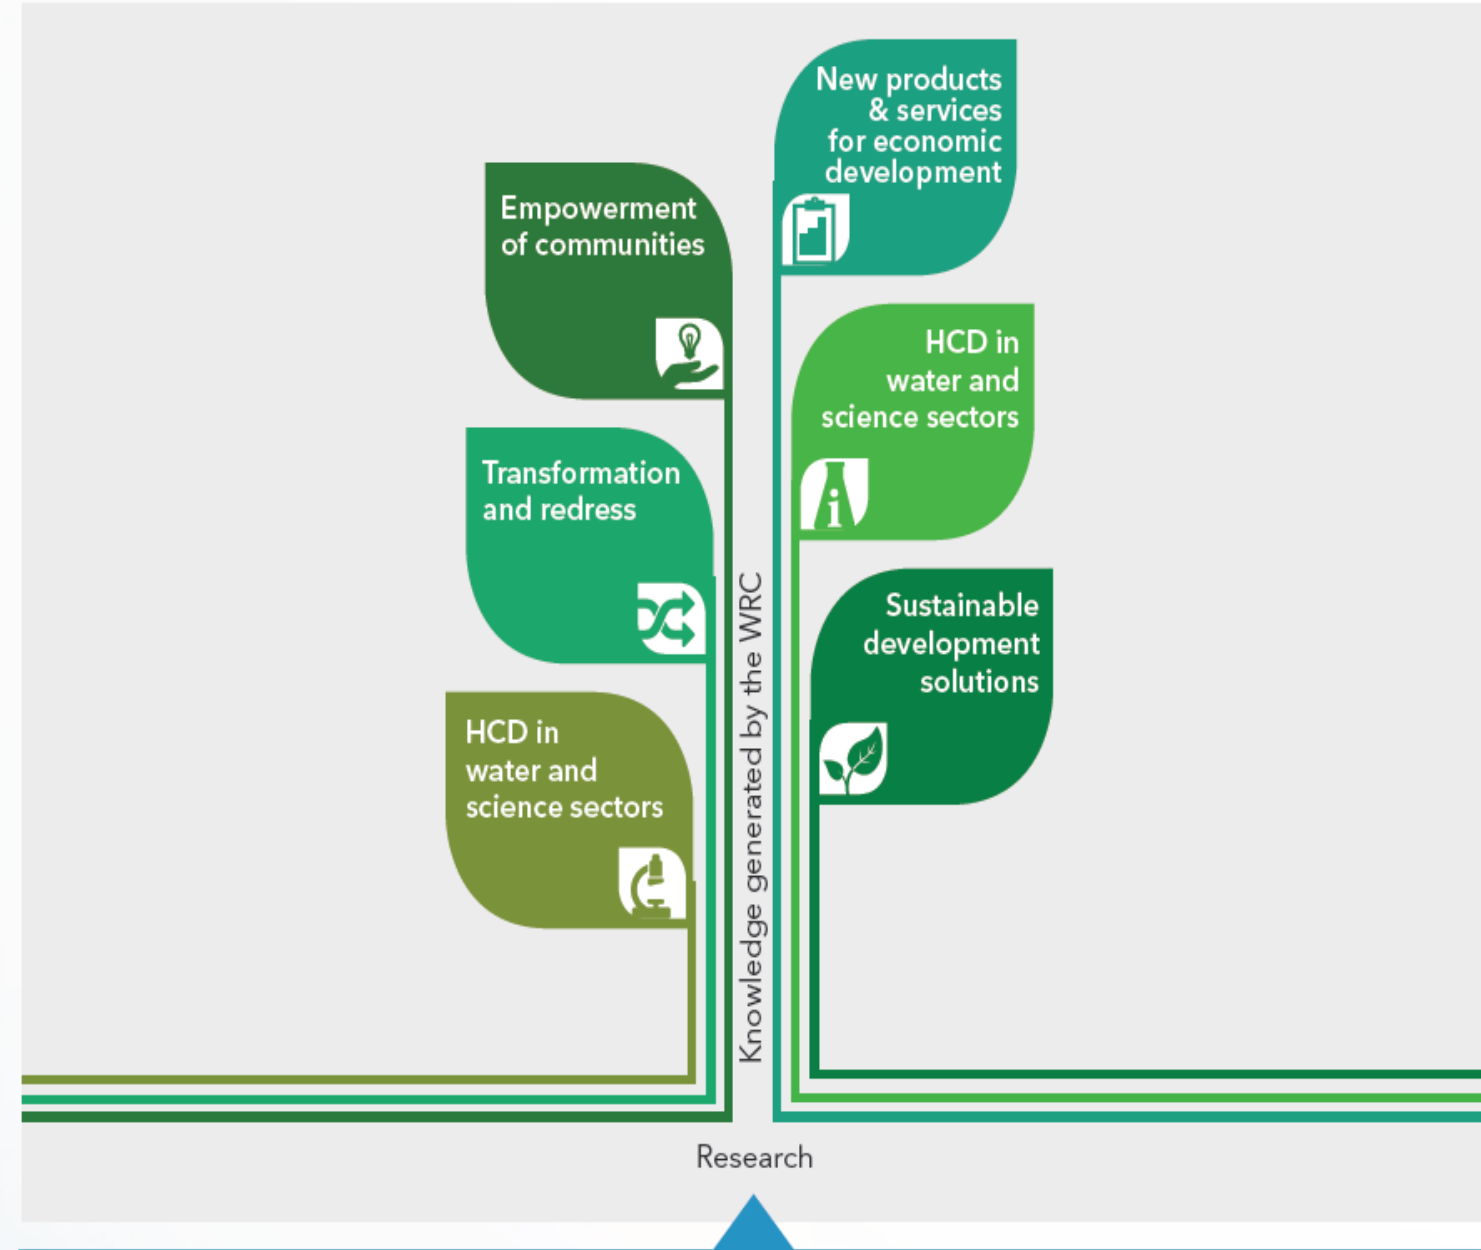 New products
& services
for economic
development
Empowerment
of communities
HCD in
water and
science sectors
Transformation
and redress
Sustainable
development
solutions
HCD in
water and
science sectors
Knowledge generated by the WRC
Research